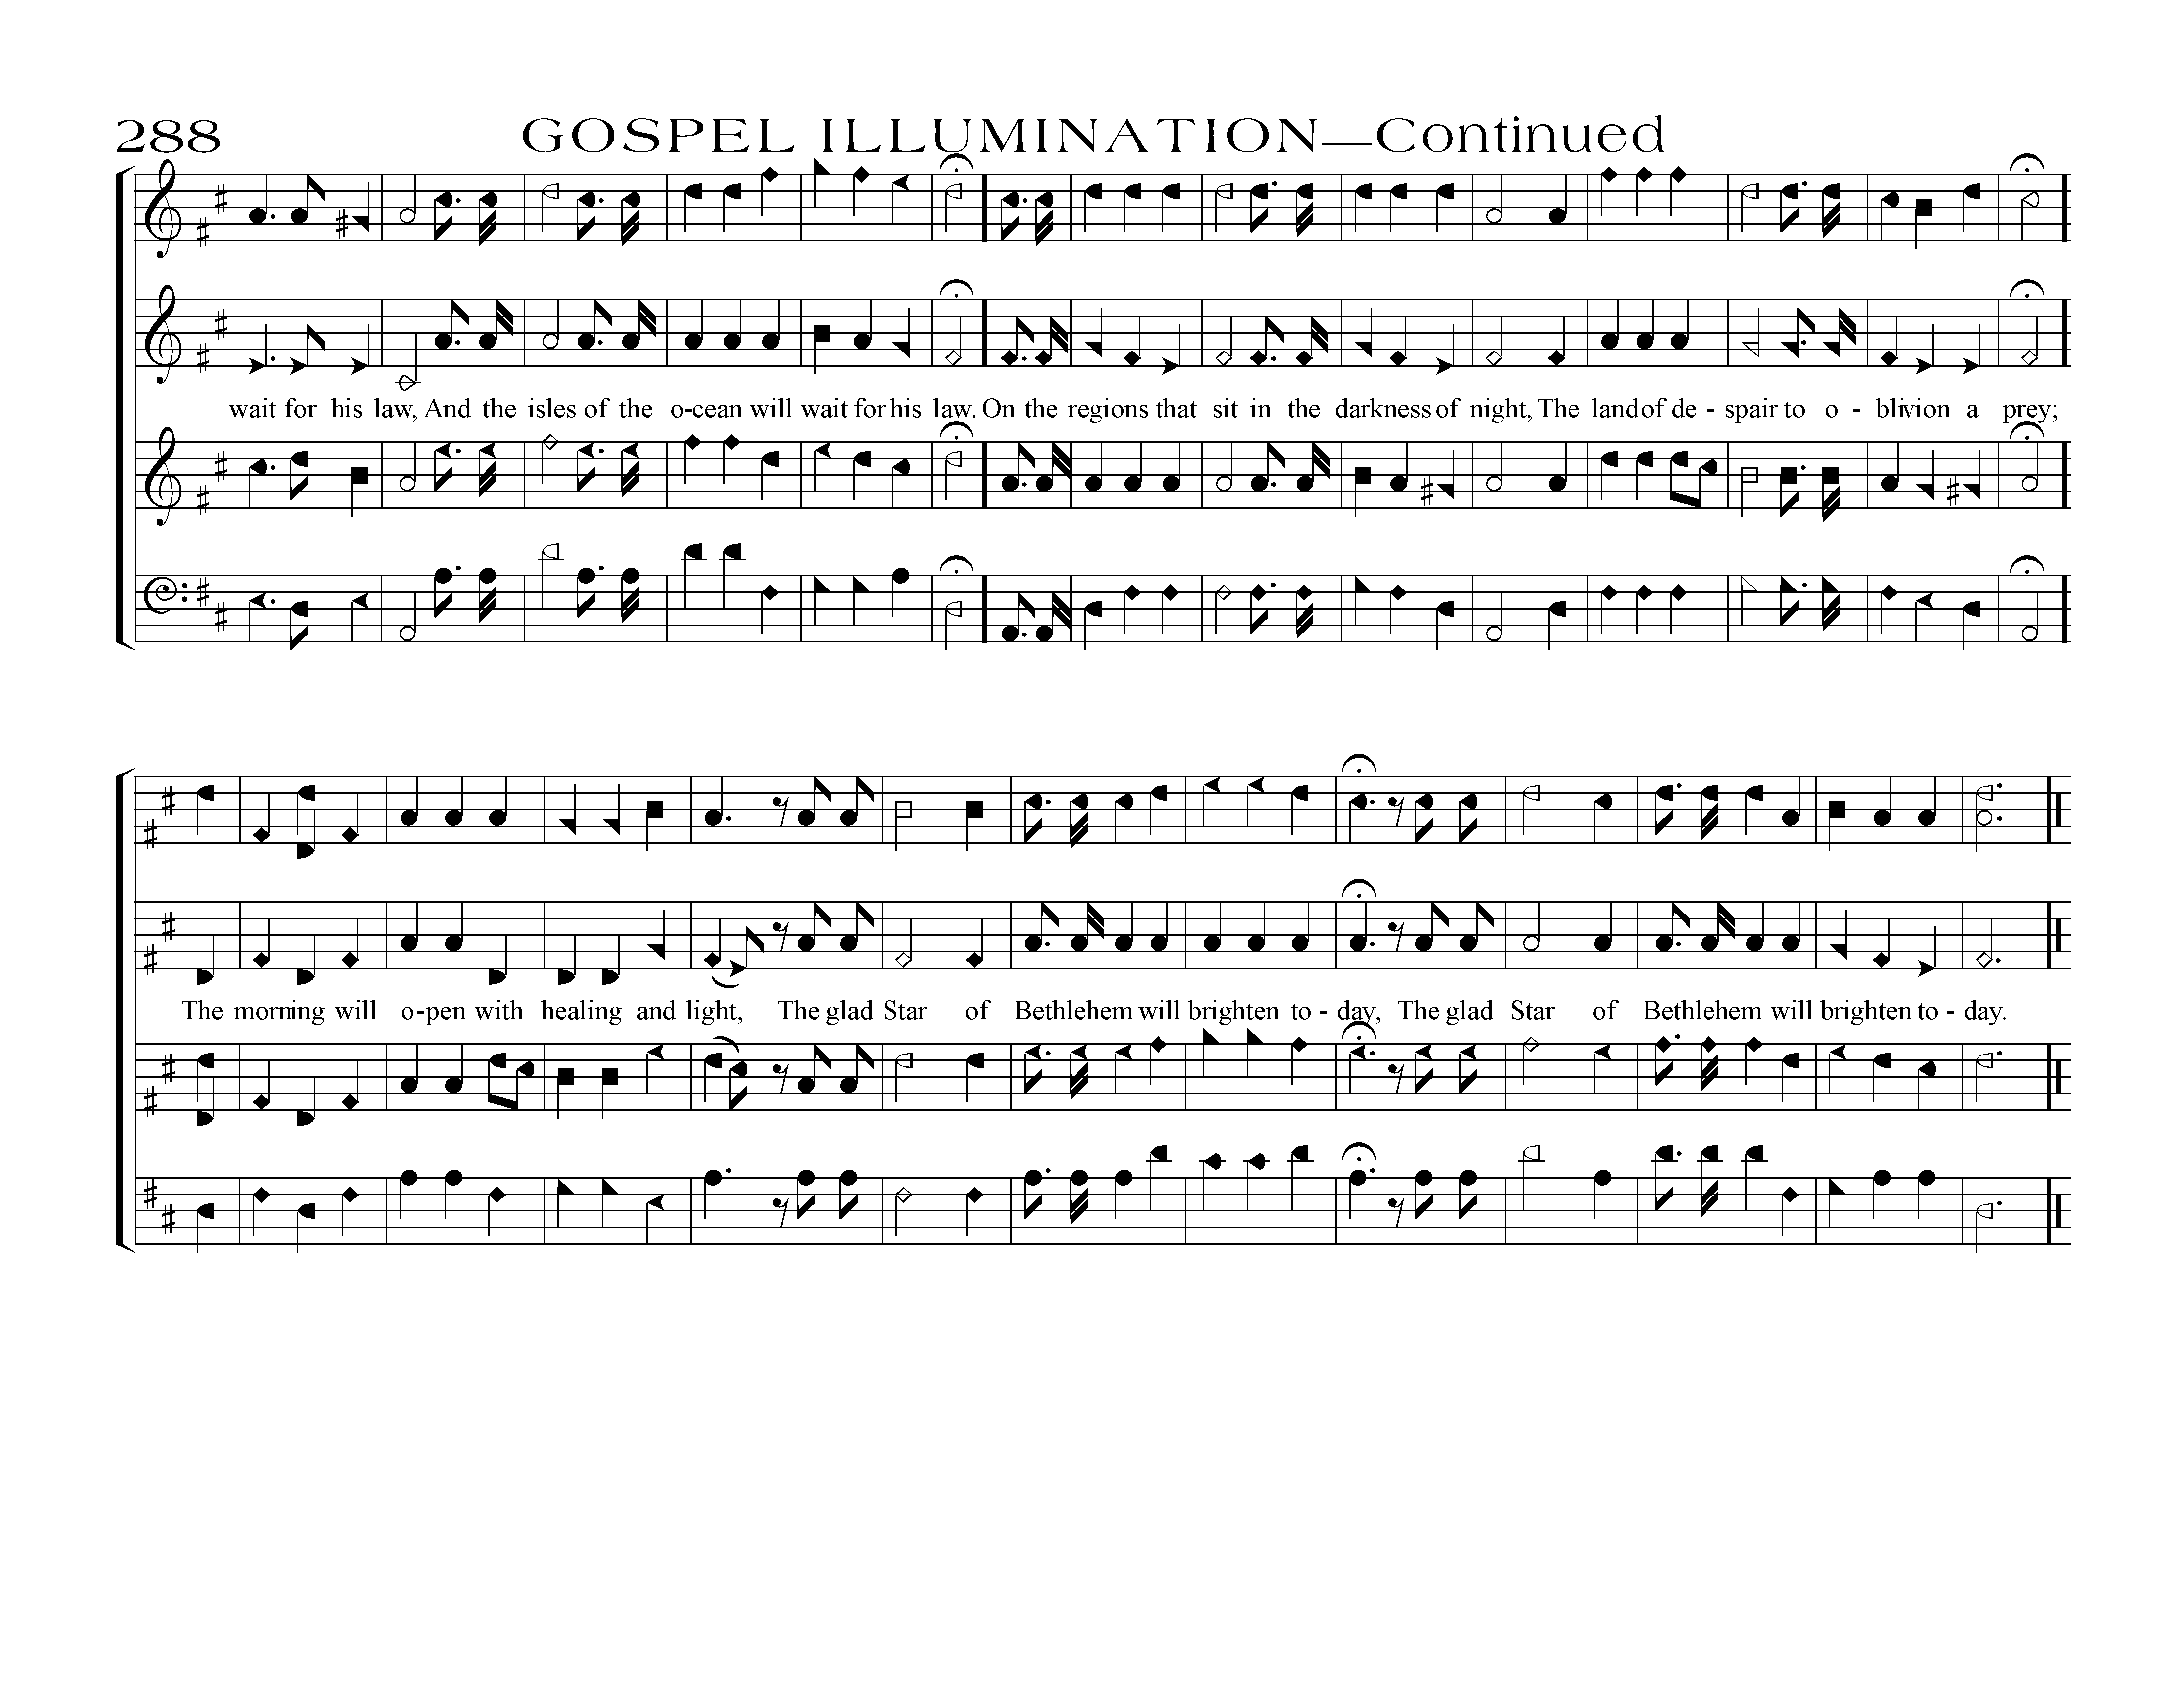 288 GOSPEL ILLUMINATION—Continued
wait for his law, And the isles of the o-cean will wait for his law. On the regions that sit in the darkness of night, The land of de - spair to o - blivion a prey;
The morning will o-pen with healing and light, The glad Star of Bethlehem will brighten to - day, The glad Star of Bethlehem will brighten to - day.